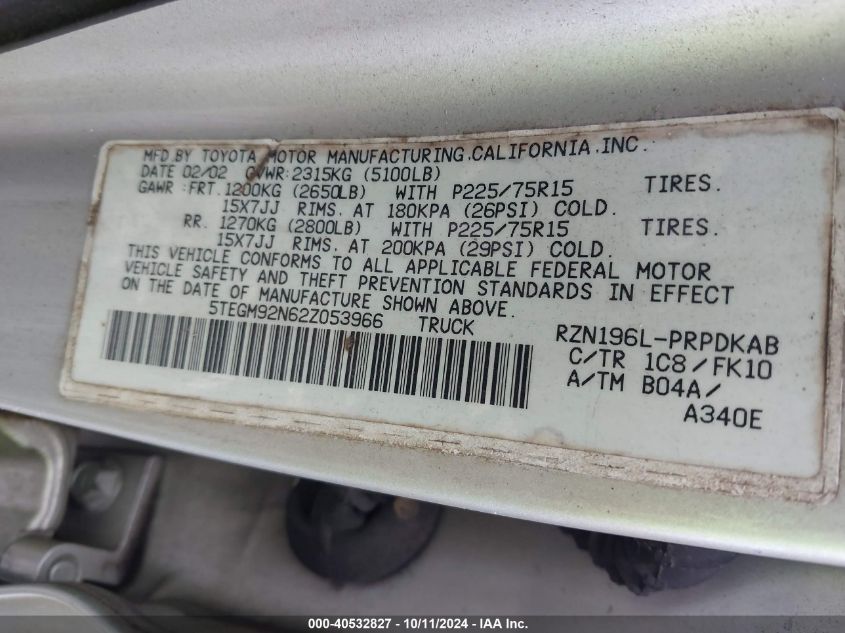 MFD BY TOYOTA MOTOR MANUFACTURING.CALIFORNIA.INC.
DATE 02/02 GVWR:2315KG (5100LB)
GAWR :FRT.1200KG (2650LB) WITH P225/75R15 TIRES.
15X7JJ RIMS. AT 180KPA (26PSI) COLD.
RR. 1270KG (2800LB) WITH P225/75R15 TIRES.
15X7JJ RIMS. AT 200KPA (29PSI) COLD.
THIS VEHICLE CONFORMS TO ALL APPLICABLE FEDERAL MOTOR
VEHICLE SAFETY AND THEFT PREVENTION STANDARDS IN EFFECT
ON THE DATE OF MANUFACTURE SHOWN ABOVE.
5TEGM92N62Z053966 TRUCK
RZN196L-PRPDKAB
C/TR 1C8/FK10
A/TM B04A/
A340E
000-40532827 - 10/11/2024 - IAA Inc.